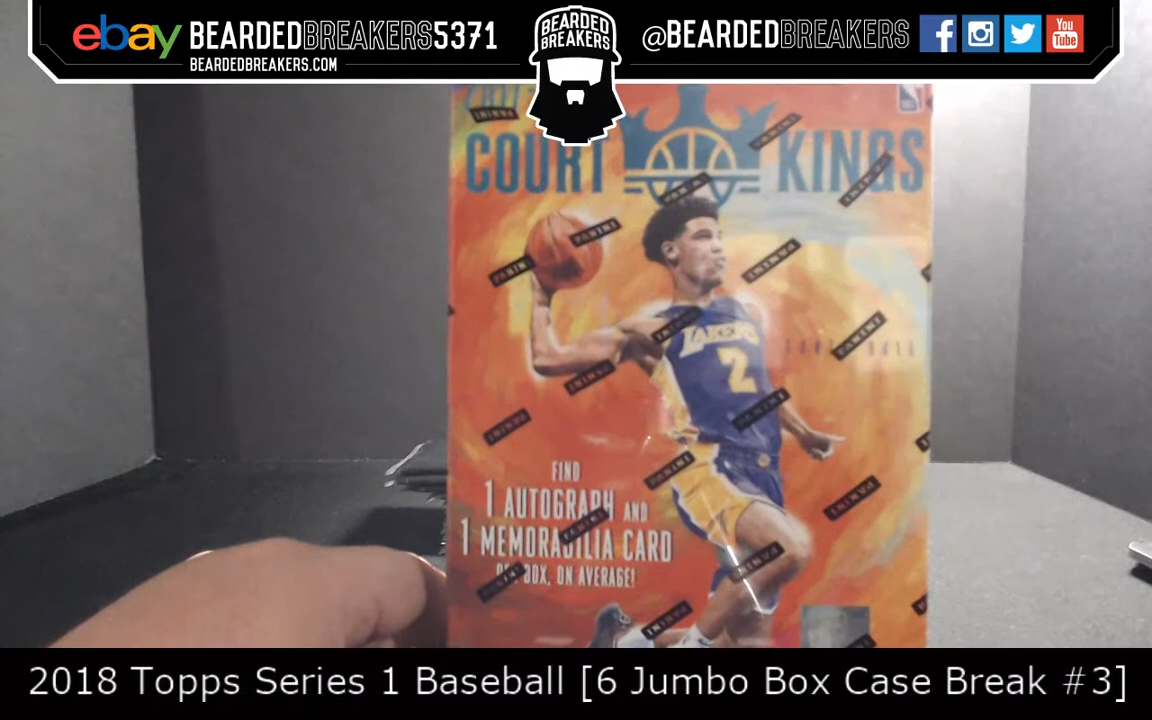 ebay BEARDEDBREAKERS5371
BEARDEDBREAKERS.COM
BEARDED
BREAKERS
@BEARDEDBREAKERS
You
Tube
COURT KINGS
PANINI
LAKERS
2
FIND
1 AUTOGRAPH AND
1 MEMORABILIA CARD
BOX, ON AVERAGE!
2018 Topps Series 1 Baseball [6 Jumbo Box Case Break #3]